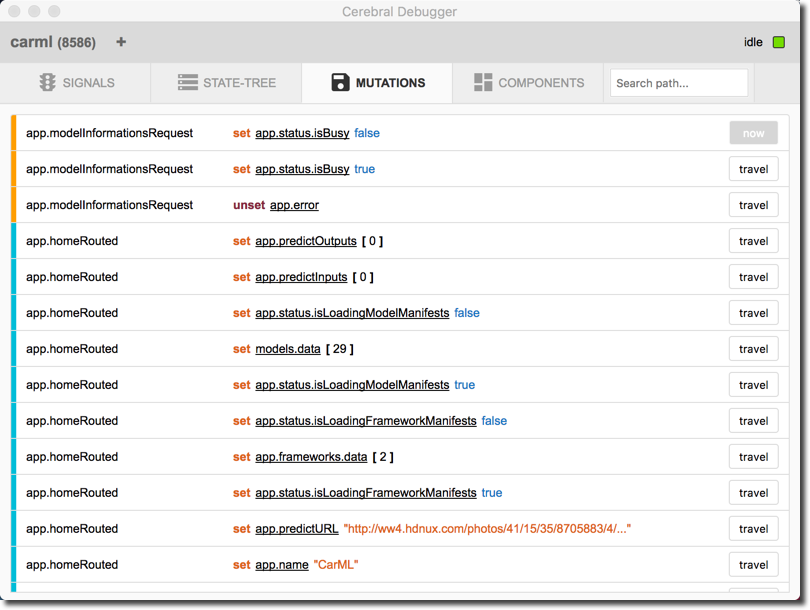 Cerebral Debugger
carml (8586) + idle
SIGNALS STATE-TREE MUTATIONS COMPONENTS Search path...
app.modelInformationsRequest set app.status.isBusy false now
app.modelInformationsRequest set app.status.isBusy true travel
app.modelInformationsRequest unset app.error travel
app.homeRouted set app.predictOutputs [ 0 ] travel
app.homeRouted set app.predictInputs [ 0 ] travel
app.homeRouted set app.status.isLoadingModelManifests false travel
app.homeRouted set models.data [ 29 ] travel
app.homeRouted set app.status.isLoadingModelManifests true travel
app.homeRouted set app.status.isLoadingFrameworkManifests false travel
app.homeRouted set app.frameworks.data [ 2 ] travel
app.homeRouted set app.status.isLoadingFrameworkManifests true travel
app.homeRouted set app.predictURL "http://ww4.hdnux.com/photos/41/15/35/8705883/4/..." travel
app.homeRouted set app.name "CarML" travel